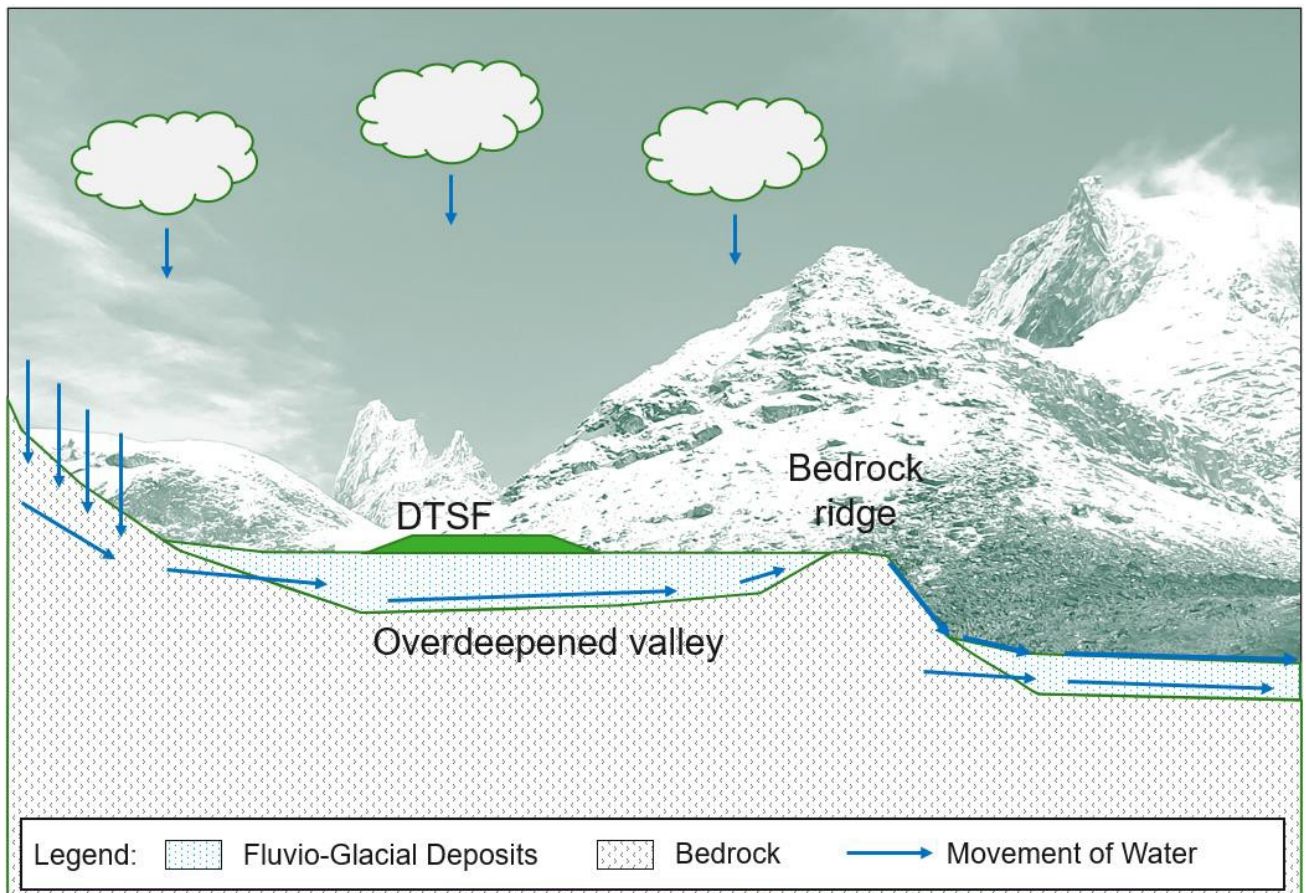 DTSF
Bedrock
ridge
Overdeepened valley
Legend: Fluvio-Glacial Deposits Bedrock Movement of Water